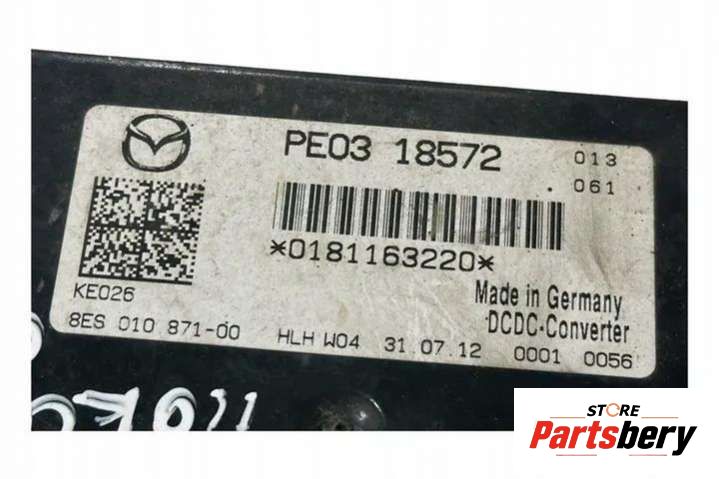 PE03 18572
013
061
*0181163220*
KE026
Made in Germany
DCDC-Converter
8ES 010 871-00 HLH W04 31 07.12 0001 0056
STORE
Partsbery